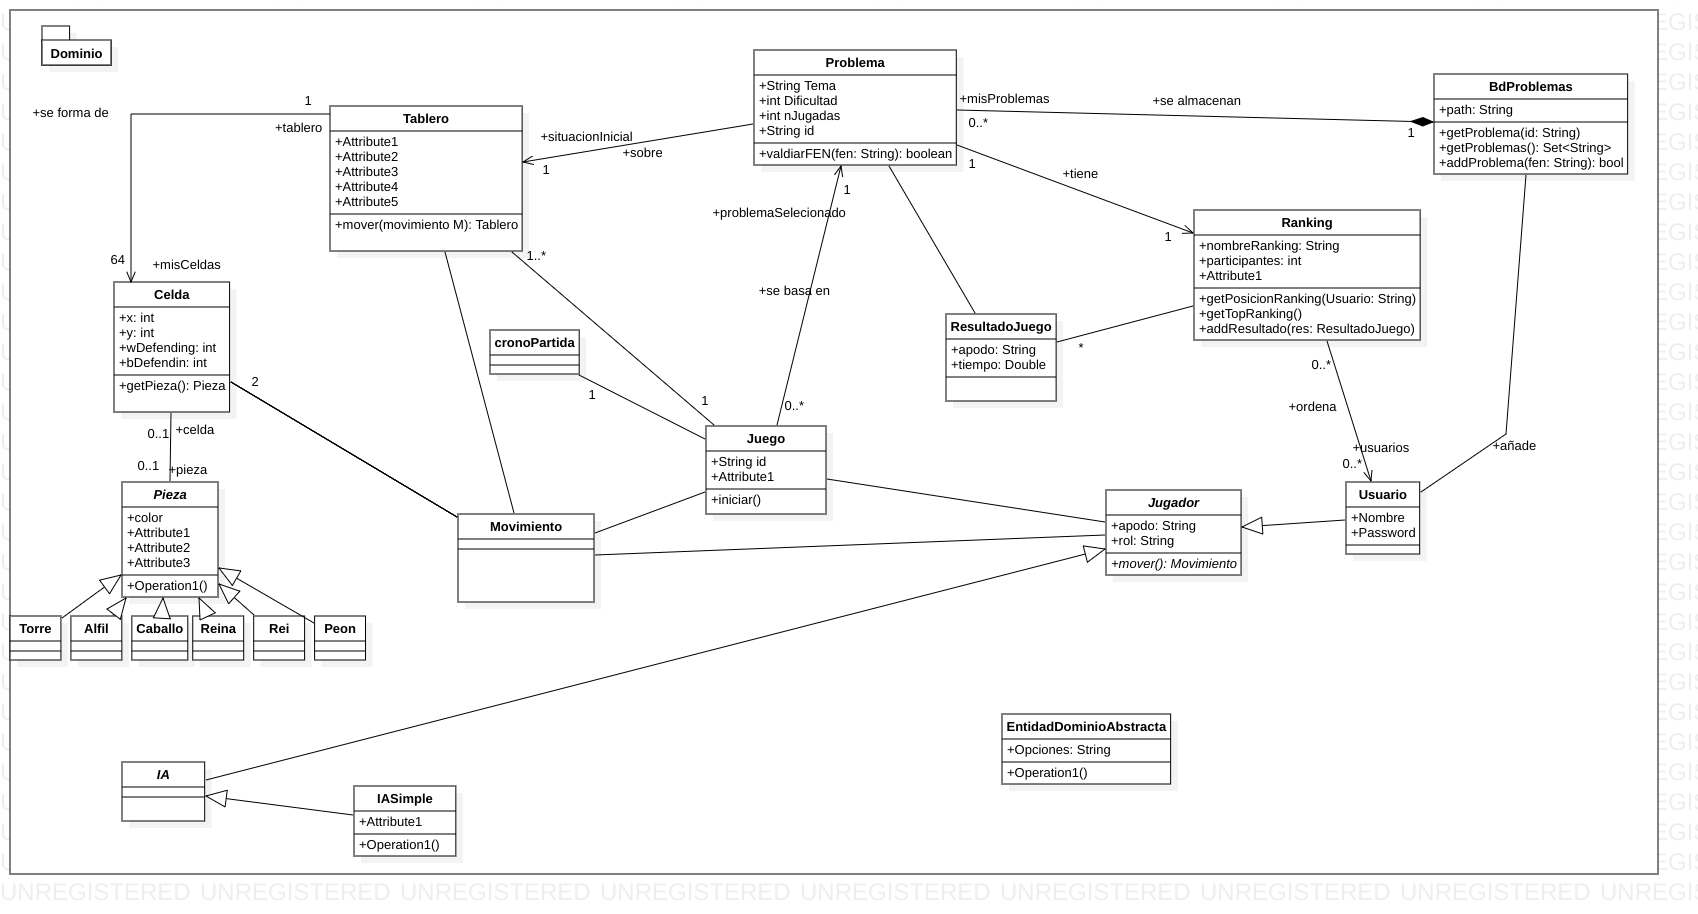 Dominio
+se forma de
1
+tablero
Tablero
+Attribute1
+Attribute2
+Attribute3
+Attribute4
+Attribute5
+mover(movimiento M): Tablero
+situacionInicial
+sobre
1
Problema
+String Tema
+int Dificultad
+int nJugadas
+String id
+valdiarFEN(fen: String): boolean
+misProblemas
0..*
+se almacenan
1
BdProblemas
+path: String
+getProblema(id: String)
+getProblemas(): Set<String>
+addProblema(fen: String): bool
1
+tiene
1
Ranking
+nombreRanking: String
+participantes: int
+Attribute1
+getPosicionRanking(Usuario: String)
+getTopRanking()
+addResultado(res: ResultadoJuego)
1
+problemaSelecionado
+se basa en
0..*
1..*
1
64
+misCeldas
Celda
+x: int
+y: int
+wDefending: int
+bDefendin: int
+getPieza(): Pieza
2
0..1
+celda
0..1
+pieza
cronoPartida
1
ResultadoJuego
+apodo: String
+tiempo: Double
*
0..*
+ordena
+usuarios
0..*
+añade
Juego
+String id
+Attribute1
+iniciar()
Pieza
+color
+Attribute1
+Attribute2
+Attribute3
+Operation1()
Movimiento
Jugador
+apodo: String
+rol: String
+mover(): Movimiento
Usuario
+Nombre
+Password
Torre
Alfil
Caballo
Reina
Rei
Peon
EntidadDominioAbstracta
+Opciones: String
+Operation1()
IA
IASimple
+Attribute1
+Operation1()
UNREGISTERED UNREGISTERED UNREGISTERED UNREGISTERED UNREGISTERED UNREGISTERED UNREGISTERED UNREGISTERED